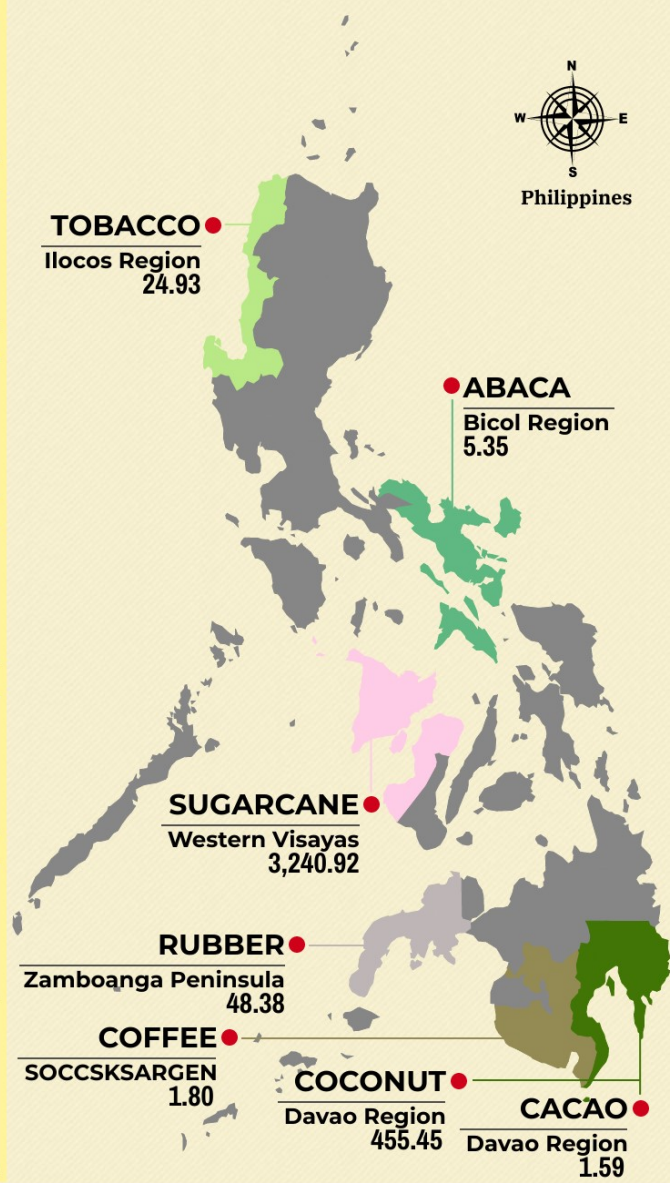 N
W
E
S
Philippines
TOBACCO
Ilocos Region
24.93
ABACA
Bicol Region
5.35
SUGARCANE
Western Visayas
3,240.92
RUBBER
Zamboanga Peninsula
48.38
COFFEE
SOCCSKSARGEN
1.80
COCONUT
Davao Region
455.45
CACAO
Davao Region
1.59